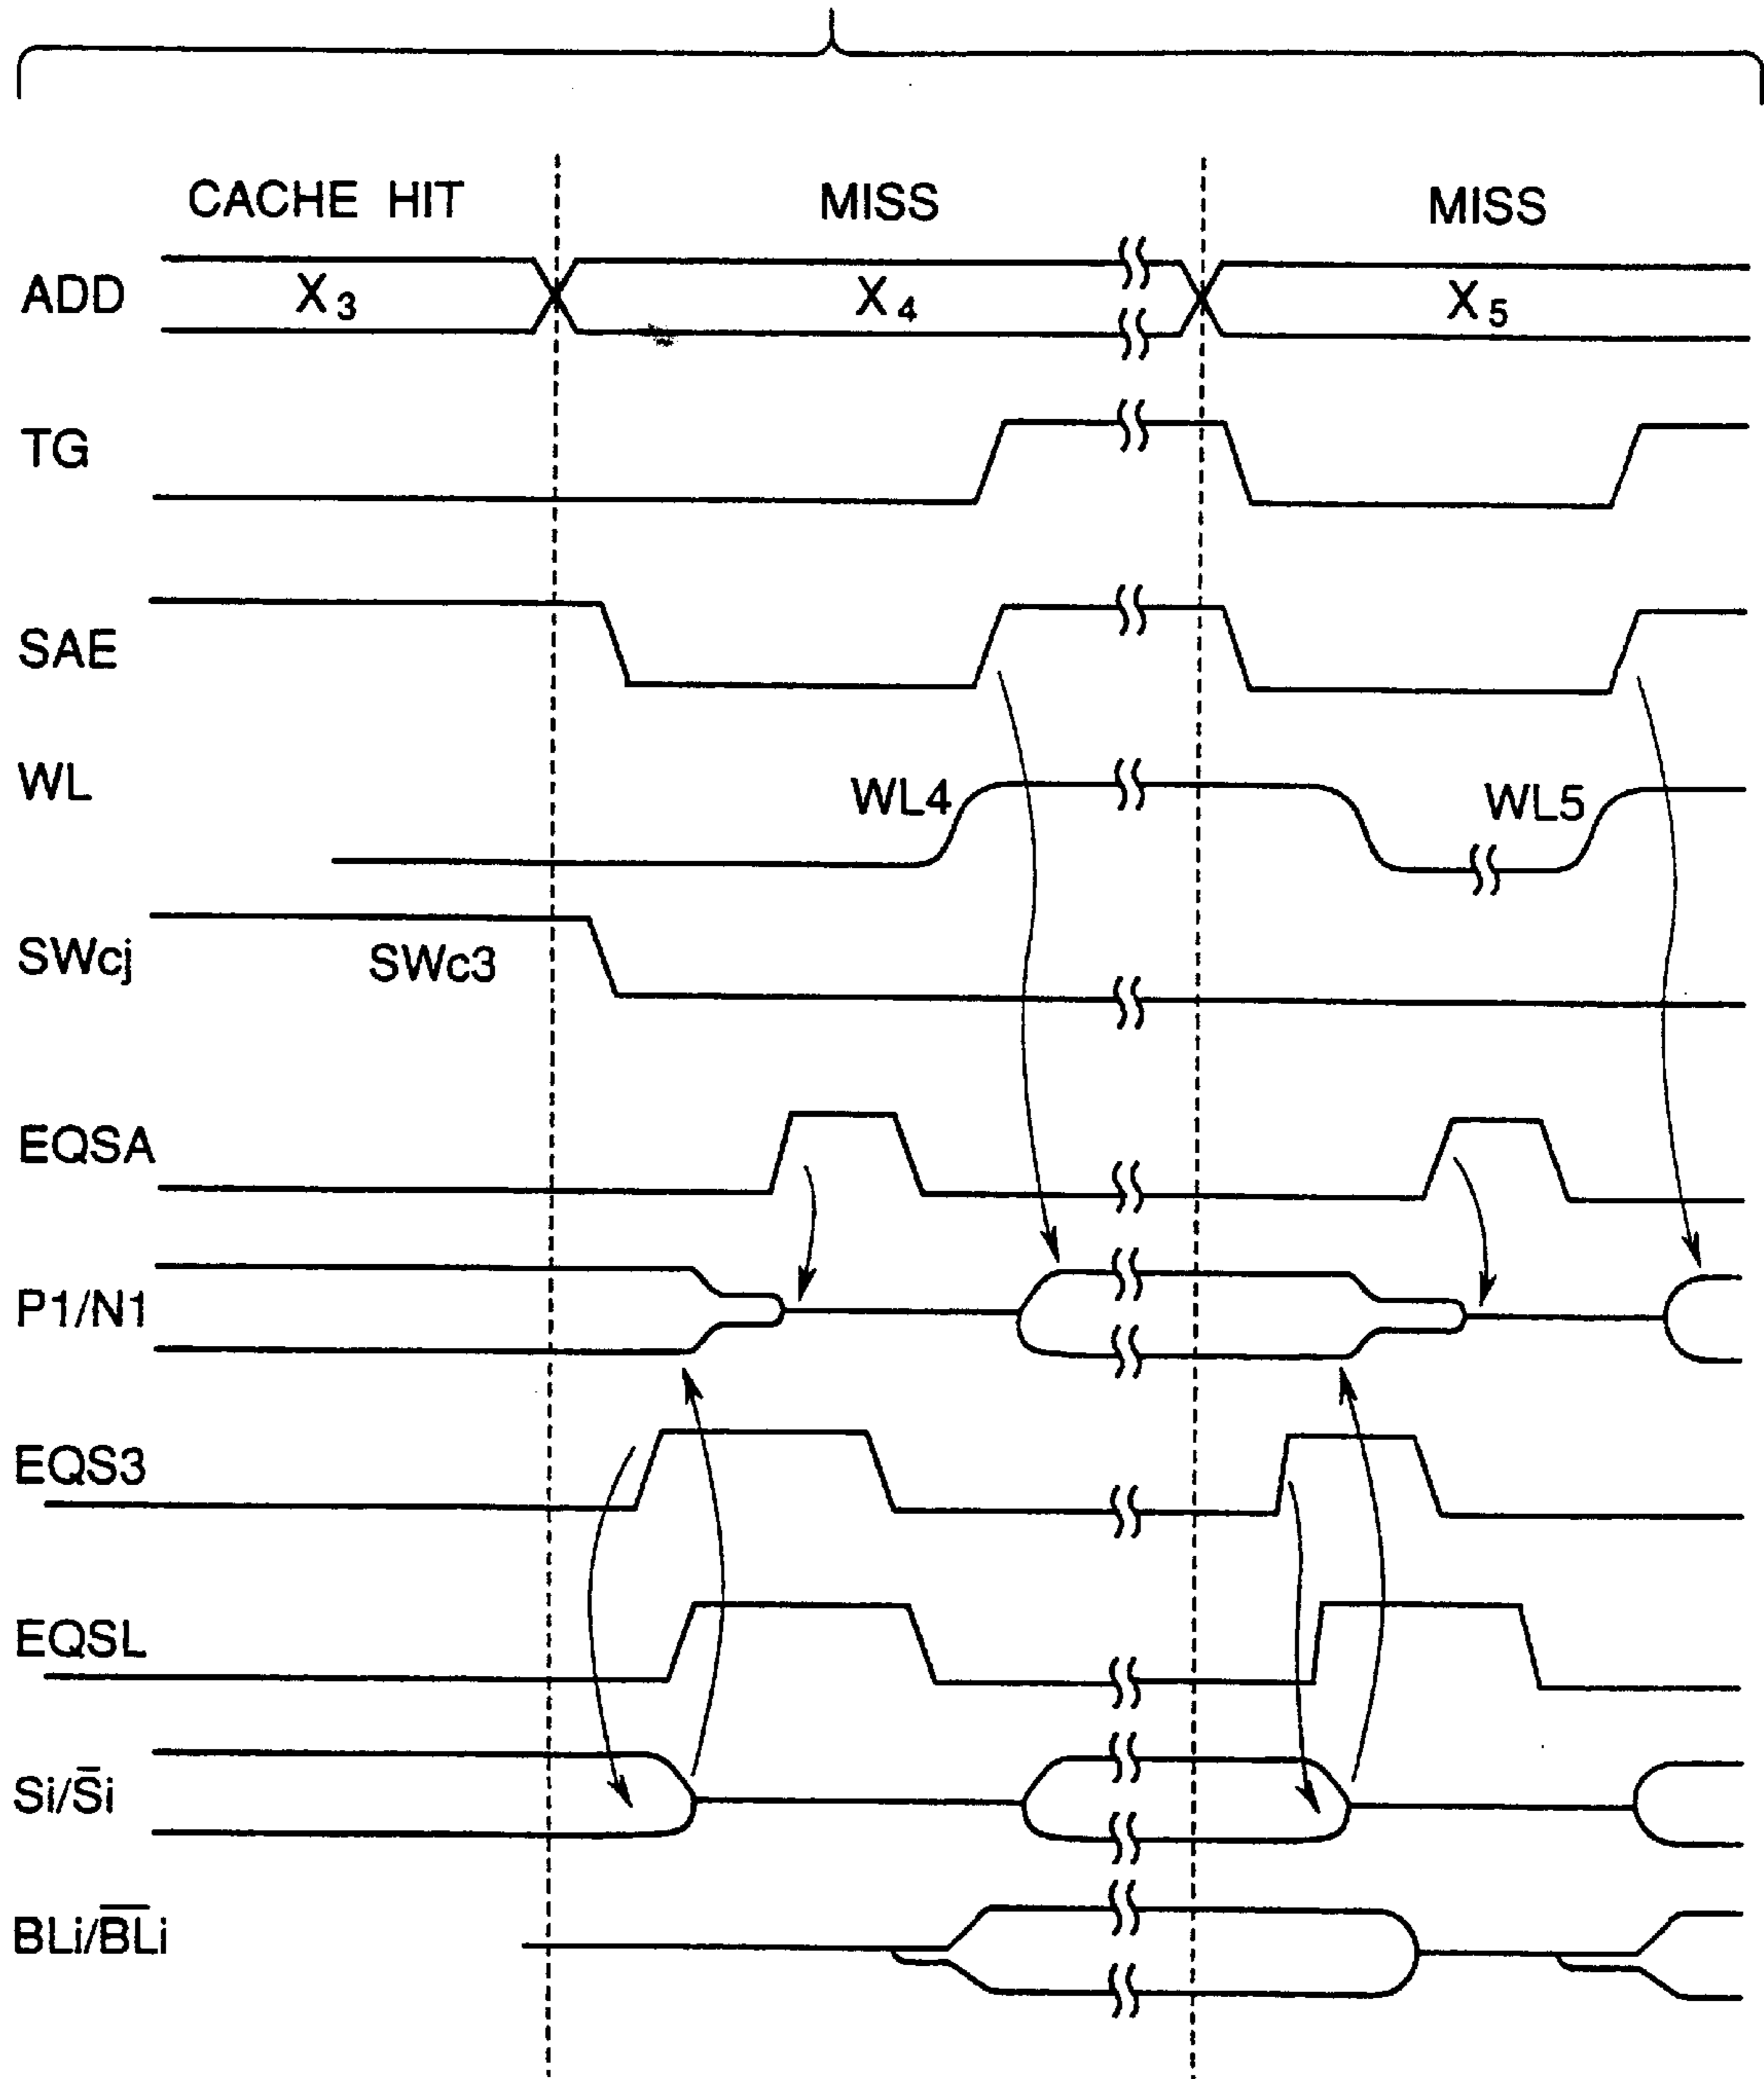 CACHE HIT MISS MISS
ADD X3 X4 X5
TG
SAE
WL WL4 WL5
SWcj SWc3
EQSA
P1/N1
EQS3
EQSL
Si/S̅i
BLi/B̅L̅i